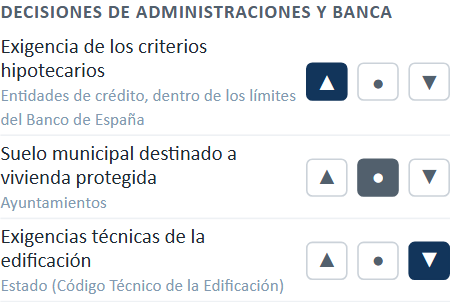 DECISIONES DE ADMINISTRACIONES Y BANCA
Exigencia de los criterios
hipotecarios
Entidades de crédito, dentro de los límites
del Banco de España
▲ ● ▼
Suelo municipal destinado a
vivienda protegida
Ayuntamientos
▲ ● ▼
Exigencias técnicas de la
edificación
Estado (Código Técnico de la Edificación)
▲ ● ▼